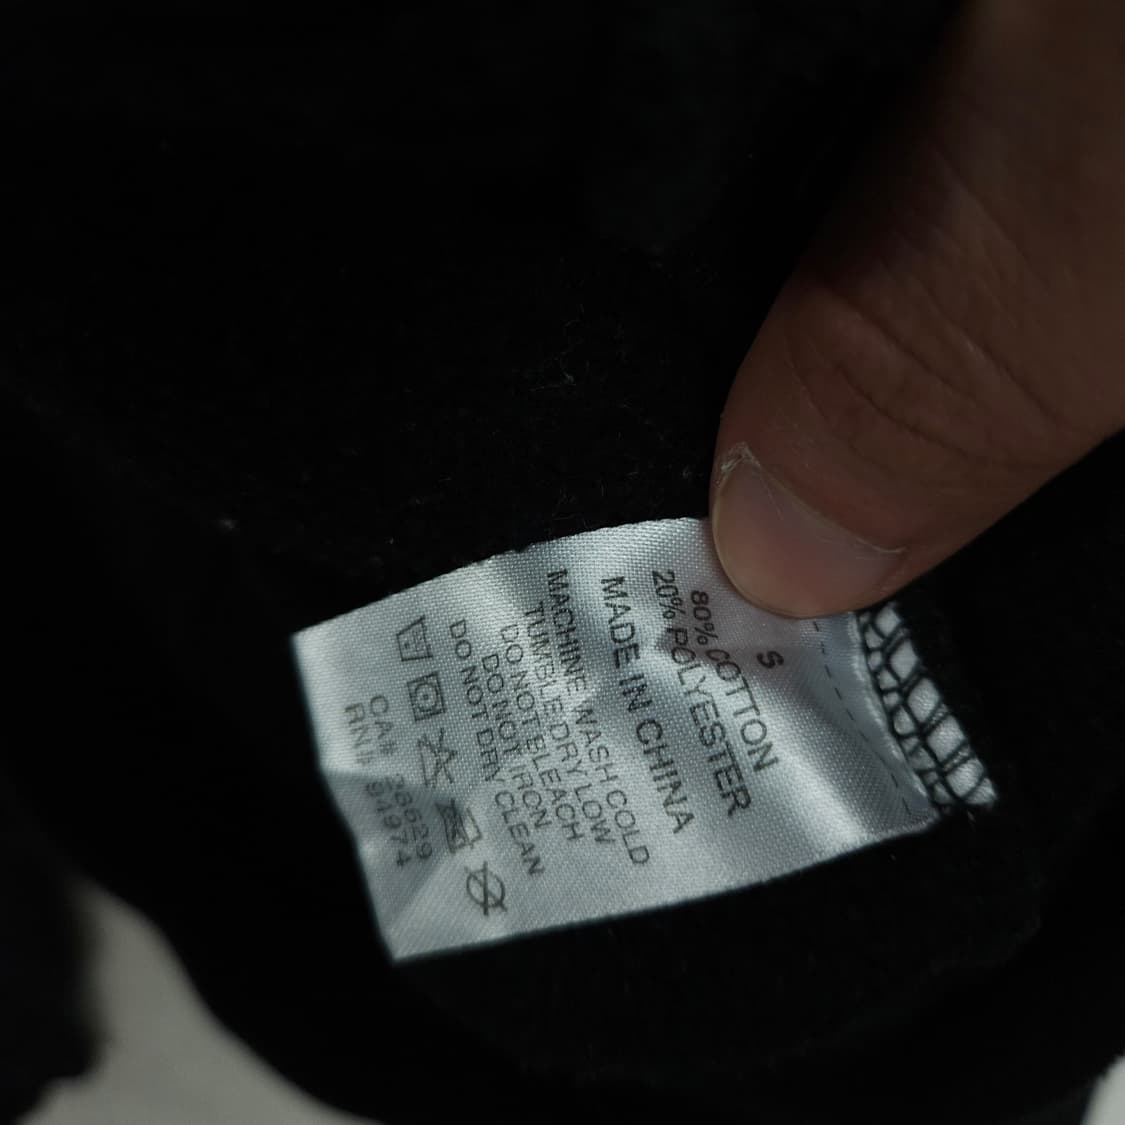 S
80% COTTON
20% POLYESTER
MADE IN CHINA
MACHINE WASH COLD
TUMBLE DRY LOW
DO NOT BLEACH
DO NOT IRON
DO NOT DRY CLEAN
CA# 26629
RN# 94974